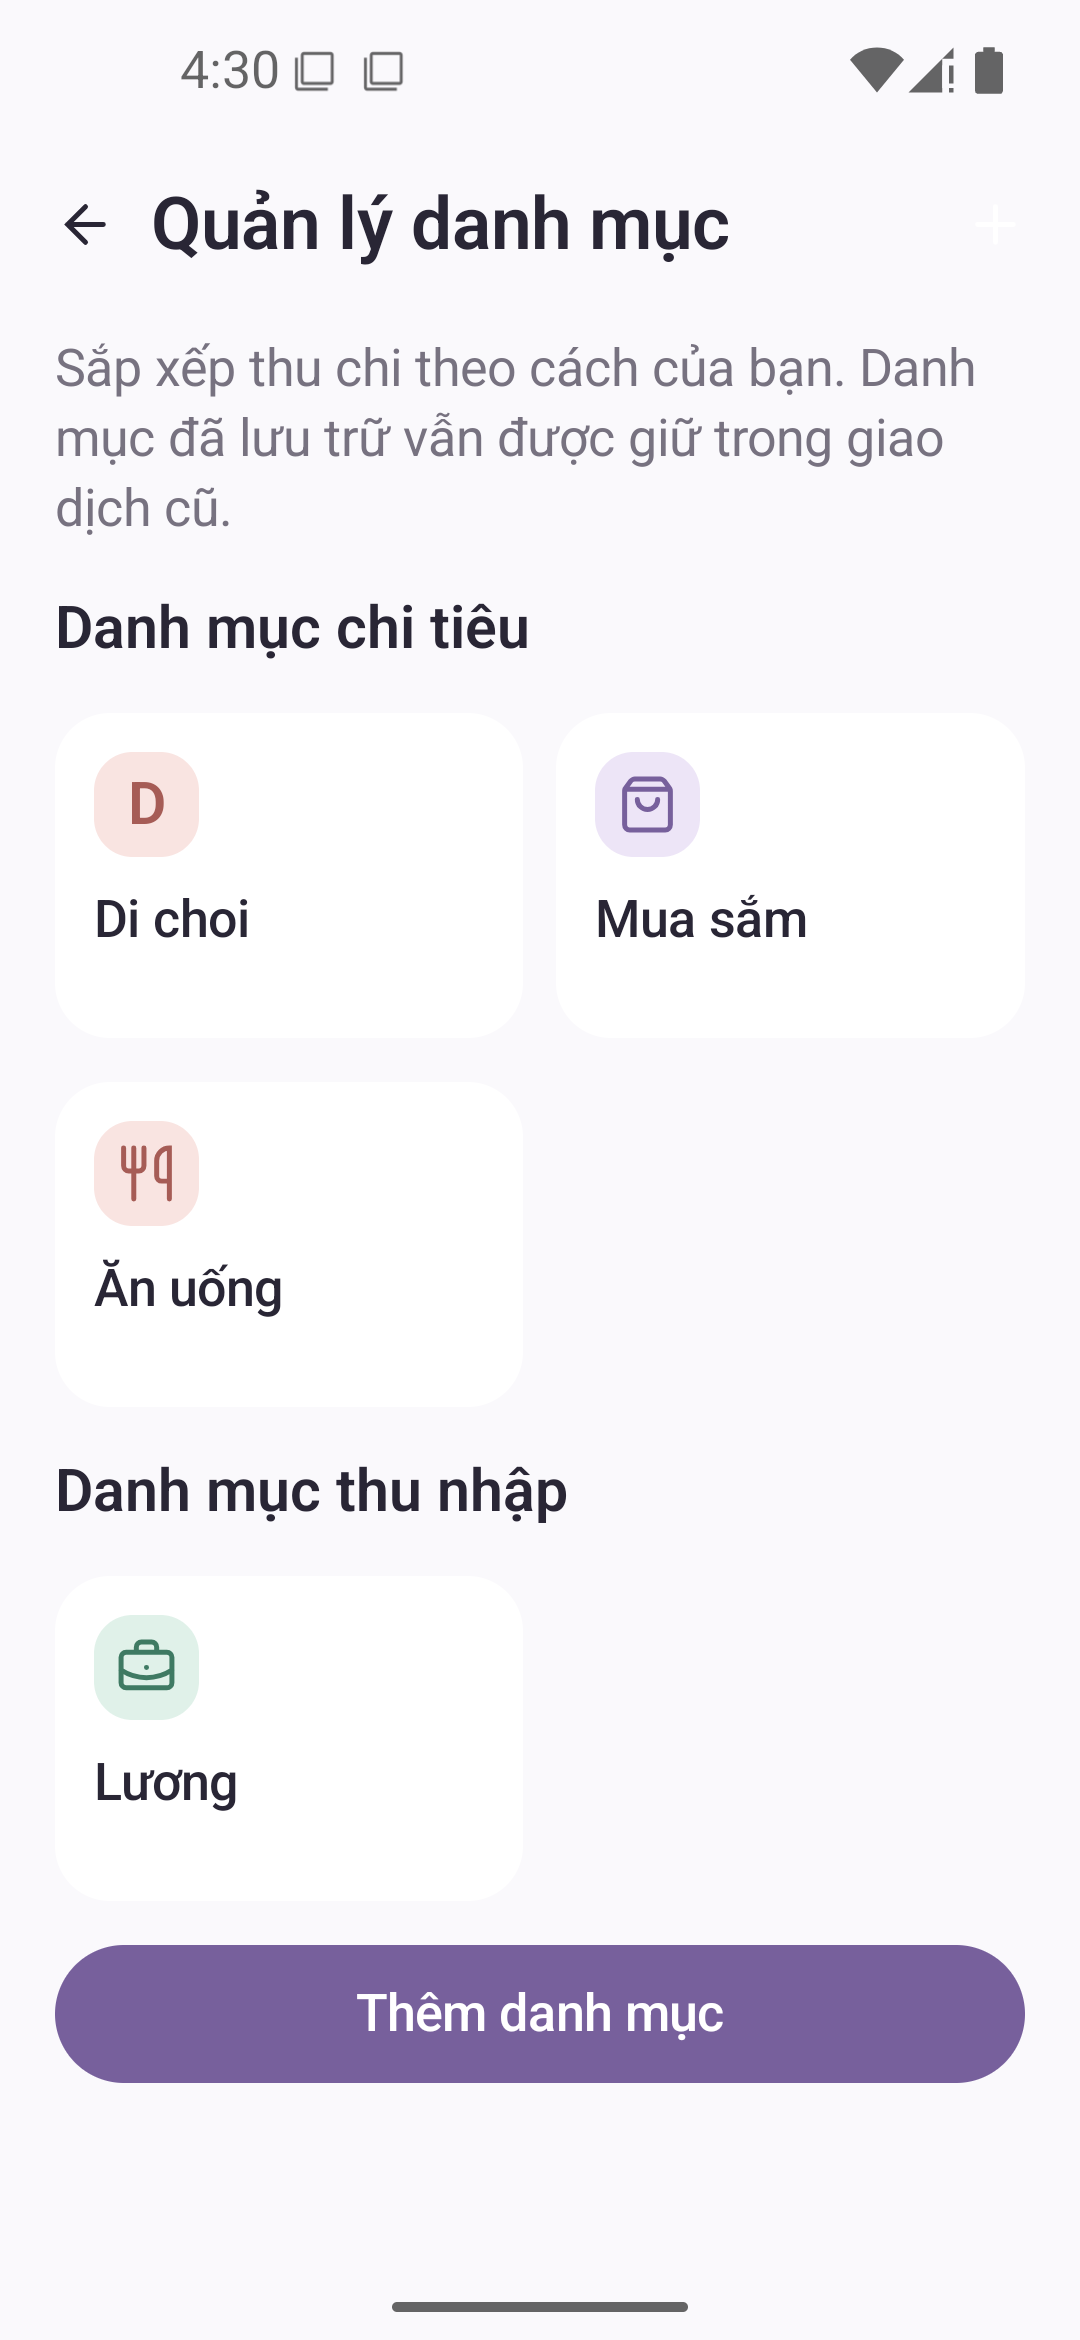 4:30
Quản lý danh mục
Sắp xếp thu chi theo cách của bạn. Danh
mục đã lưu trữ vẫn được giữ trong giao
dịch cũ.
Danh mục chi tiêu
D
Di choi
Mua sắm
Ăn uống
Danh mục thu nhập
Lương
Thêm danh mục